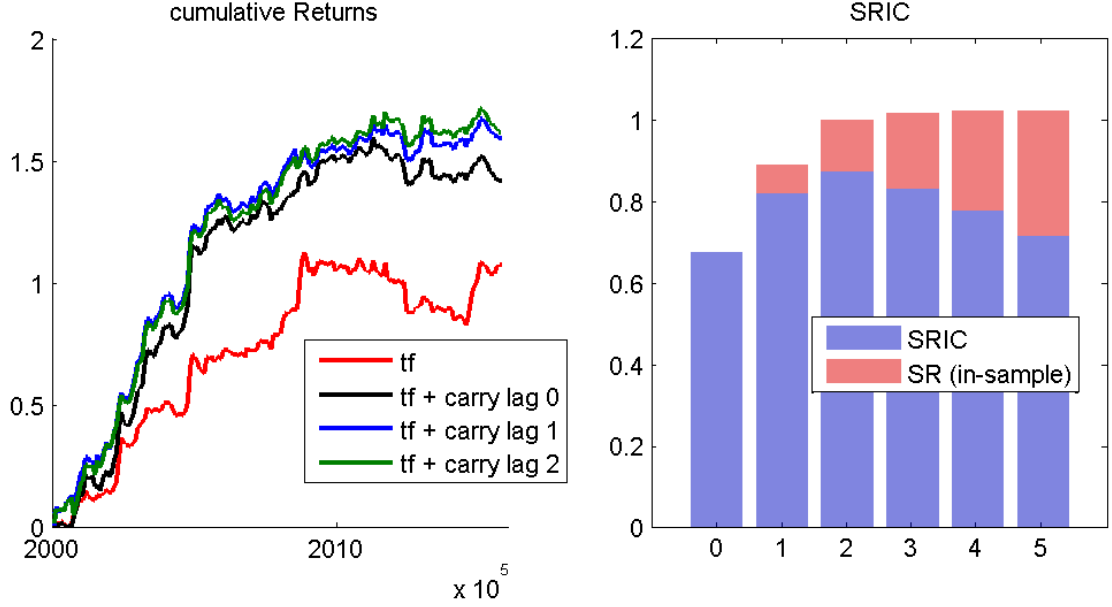 cumulative Returns
2
1.5
1
0.5
0
2000
2010
x 10^5
tf
tf + carry lag 0
tf + carry lag 1
tf + carry lag 2
SRIC
1.2
1
0.8
0.6
0.4
0.2
0
0 1 2 3 4 5
SRIC
SR (in-sample)